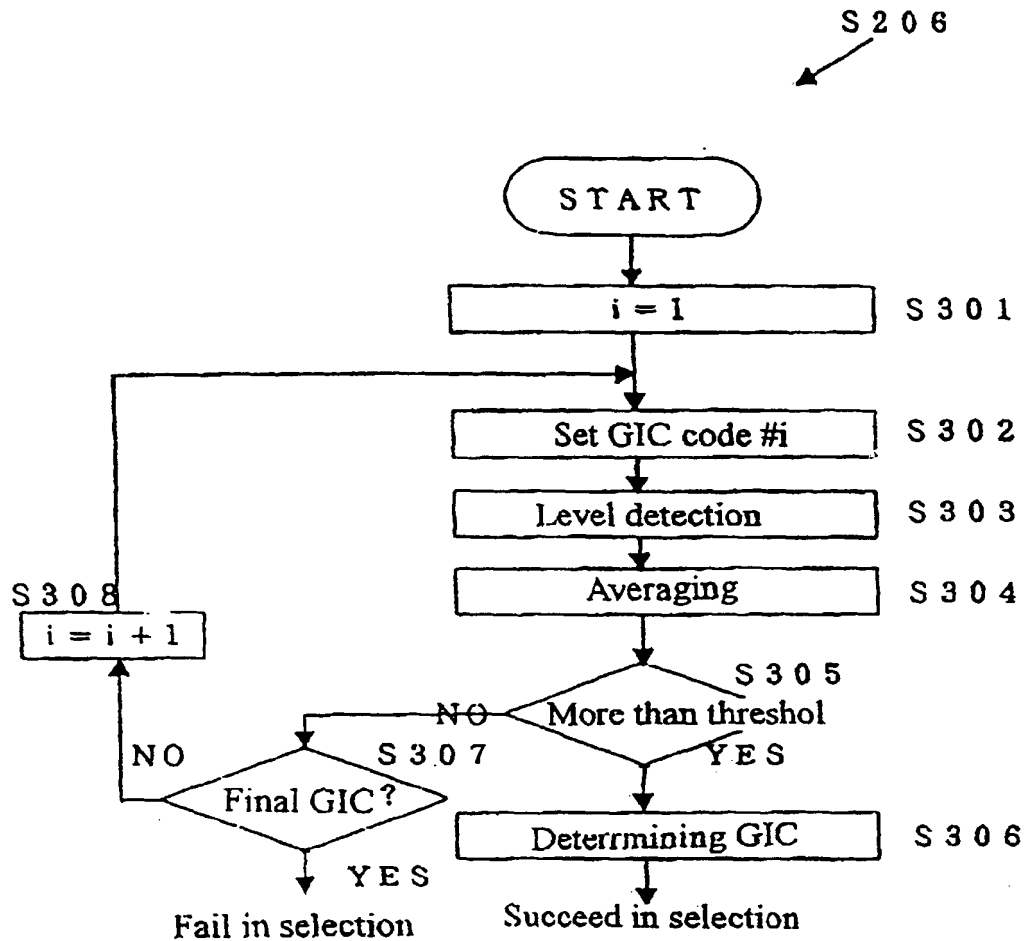 S206
START
i = 1
S301
Set GIC code #i
S302
Level detection
S303
Averaging
S304
S308
i = i + 1
S305
More than threshol
NO
YES
NO
S307
Final GIC?
Deterrmining GIC
S306
YES
Fail in selection
Succeed in selection